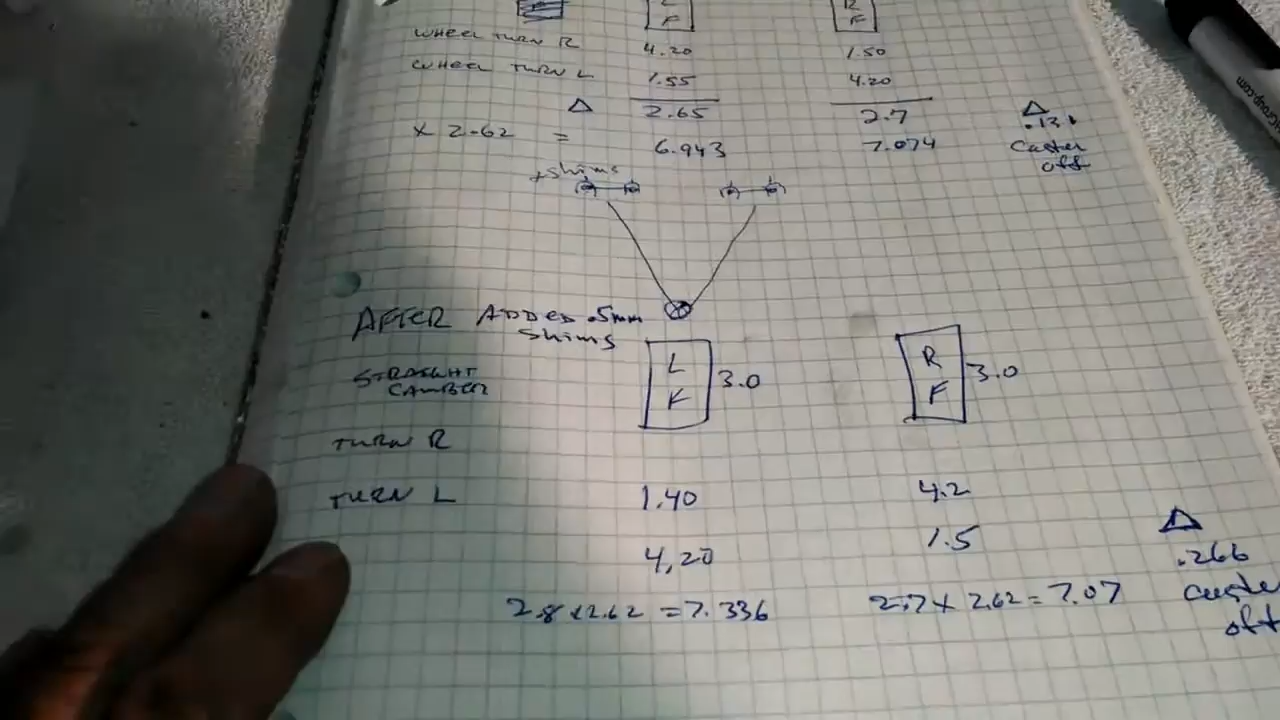 L R
F F
WHEEL TURN R 4.20 1.50
WHEEL TURN L 1.55 4.20
Δ 2.65 2.7 Δ
.131
x 2.62 = 6.943 7.074 Caster
off
+shims
AFTER ADDED .5mm
Shims
STRAIGHT
CAMBER
L
F
3.0
R
F
3.0
TURN R
TURN L 1.40 4.2
4,20 1.5
Δ
.266
2.8 x 2.62 = 7.336 2.7 x 2.62 = 7.07
off
Group.com